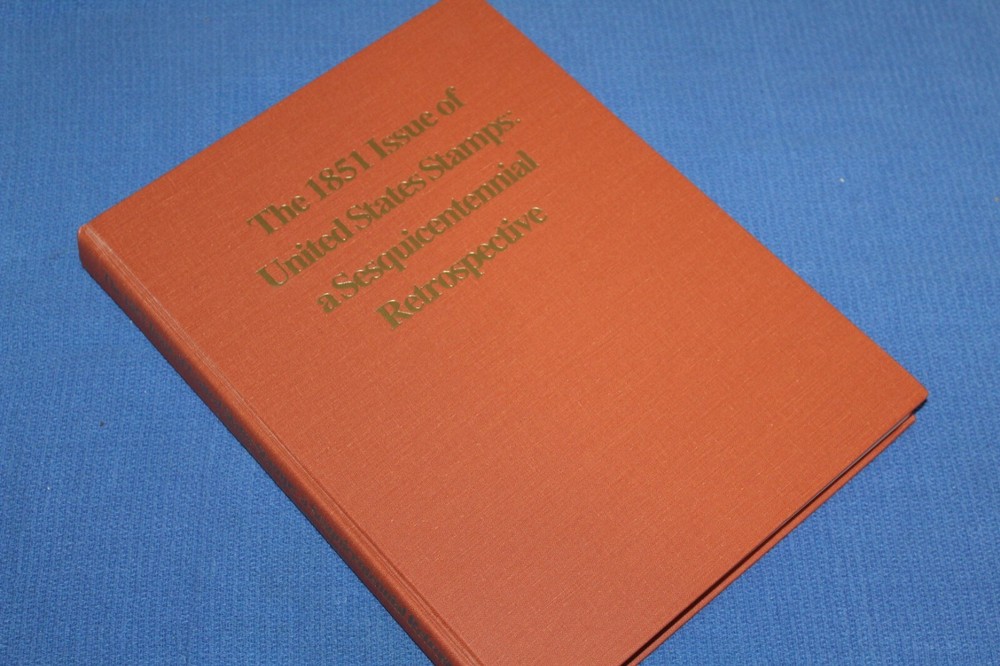 The 1851 Issue of
United States Stamps:
a Sesquicentennial
Retrospective